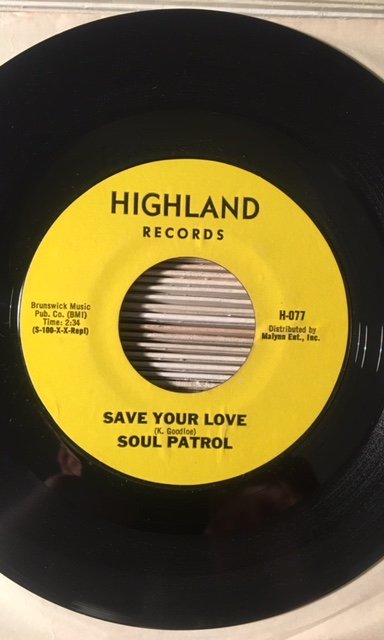 HIGHLAND
RECORDS
Brunswick Music
Pub. Co. (BMI)
Time: 2:34
(S-100-X-X-Repl)
H-077
Distributed by
Malynn Ent., Inc.
SAVE YOUR LOVE
(K. Goodloe)
SOUL PATROL